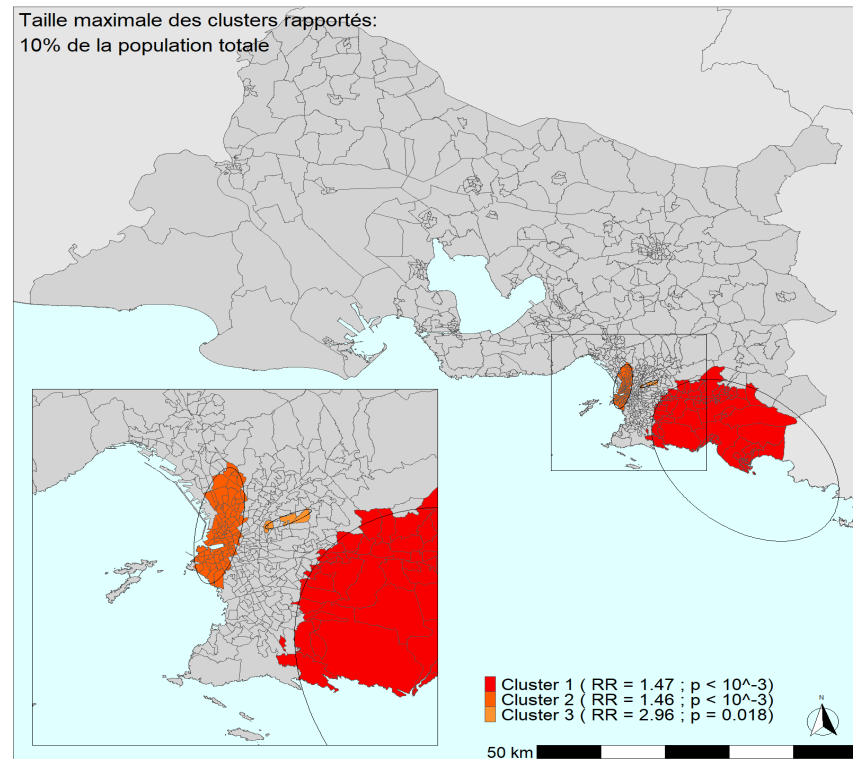 Taille maximale des clusters rapportés:
10% de la population totale
Cluster 1 ( RR = 1.47 ; p < 10^-3)
Cluster 2 ( RR = 1.46 ; p < 10^-3)
Cluster 3 ( RR = 2.96 ; p = 0.018)
N
50 km